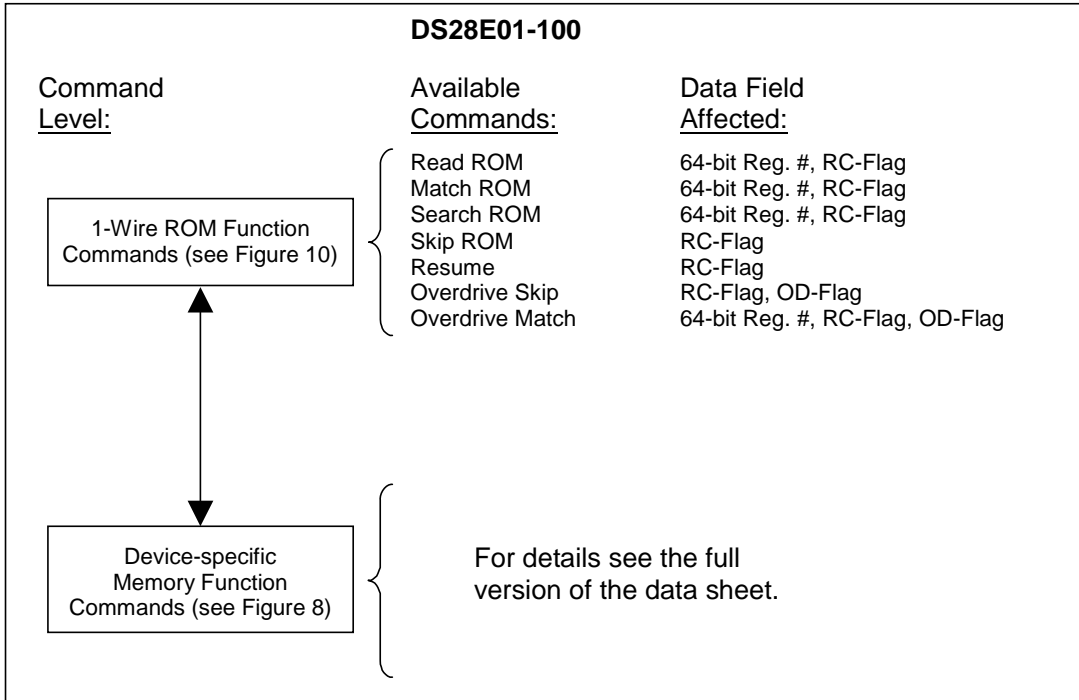 DS28E01-100
Command
Level:
Available
Commands:
Data Field
Affected:
1-Wire ROM Function
Commands (see Figure 10)
Read ROM 64-bit Reg. #, RC-Flag
Match ROM 64-bit Reg. #, RC-Flag
Search ROM 64-bit Reg. #, RC-Flag
Skip ROM RC-Flag
Resume RC-Flag
Overdrive Skip RC-Flag, OD-Flag
Overdrive Match 64-bit Reg. #, RC-Flag, OD-Flag
Device-specific
Memory Function
Commands (see Figure 8)
For details see the full
version of the data sheet.